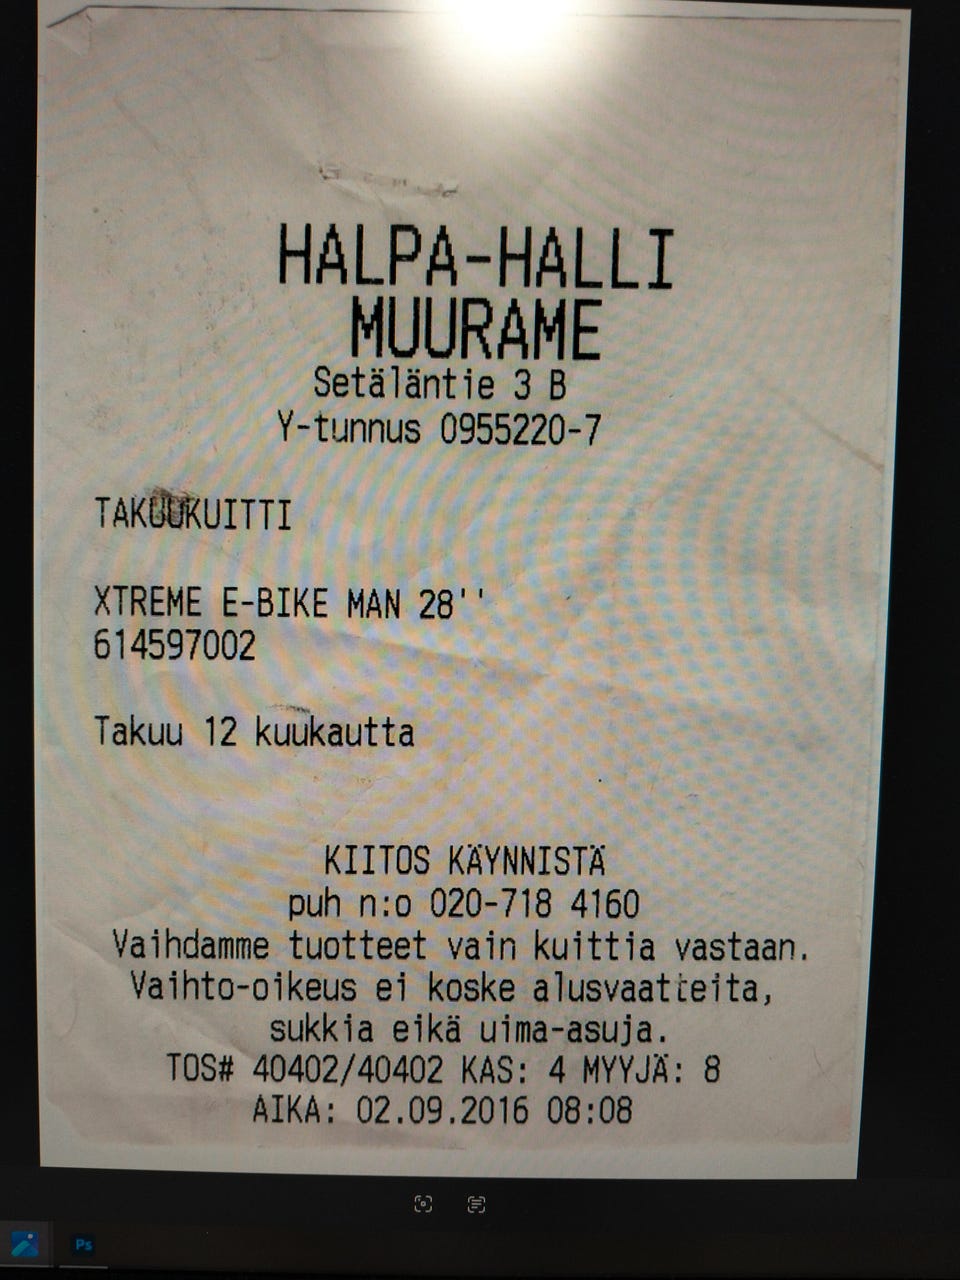 HALPA-HALLI
MUURAME
Setäläntie 3 B
Y-tunnus 0955220-7
TAKUUKUITTI
XTREME E-BIKE MAN 28''
614597002
Takuu 12 kuukautta
KIITOS KÄYNNISTÄ
puh n:o 020-718 4160
Vaihdamme tuotteet vain kuittia vastaan.
Vaihto-oikeus ei koske alusvaatteita,
sukkia eikä uima-asuja.
TOS# 40402/40402 KAS: 4 MYYJÄ: 8
AIKA: 02.09.2016 08:08
Ps